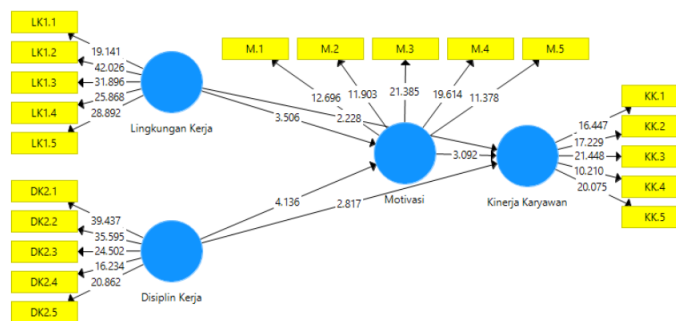 LK1.1
LK1.2
LK1.3
LK1.4
LK1.5
19.141
42.026
31.896
25.868
28.892
Lingkungan Kerja
M.1
M.2
M.3
M.4
M.5
12.696
11.903
21.385
19.614
11.378
3.506
2.228
Motivasi
3.092
4.136
2.817
Kinerja Karyawan
16.447
17.229
21.448
10.210
20.075
KK.1
KK.2
KK.3
KK.4
KK.5
DK2.1
DK2.2
DK2.3
DK2.4
DK2.5
39.437
35.595
24.502
16.234
20.862
Disiplin Kerja